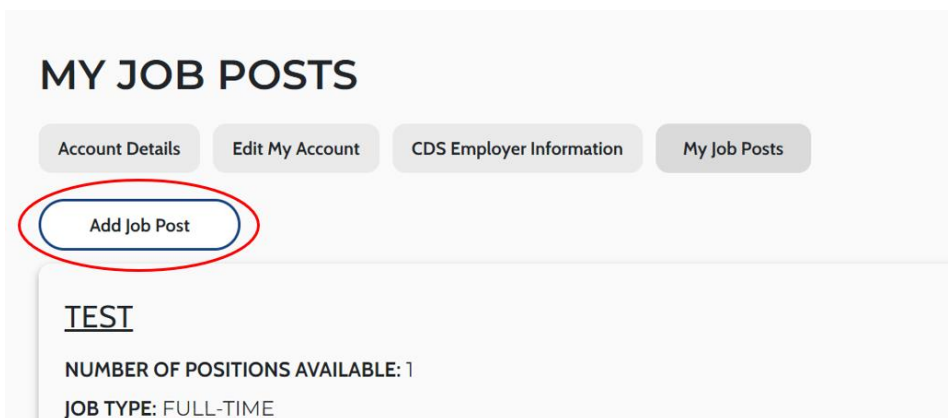 MY JOB POSTS
Account Details Edit My Account CDS Employer Information My Job Posts
Add Job Post
TEST
NUMBER OF POSITIONS AVAILABLE: 1
JOB TYPE: FULL-TIME